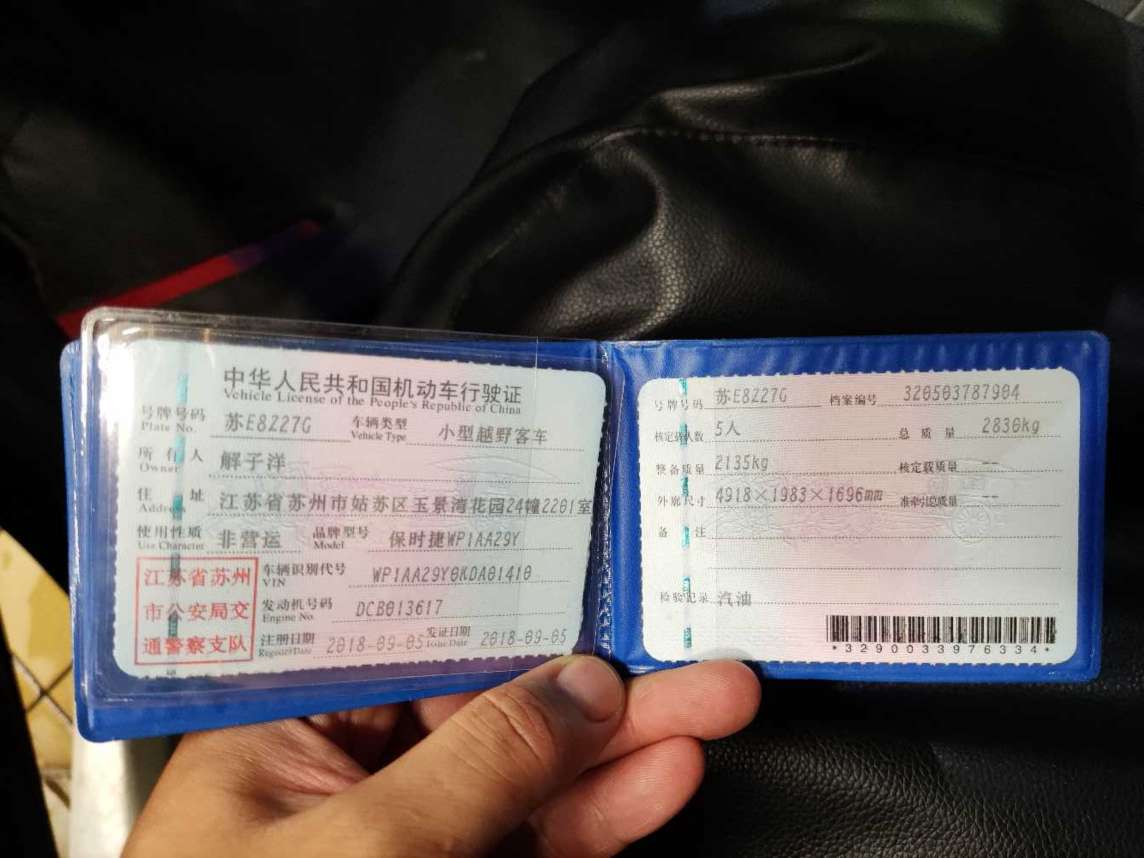 中华人民共和国机动车行驶证
Vehicle License of the People's Republic of China
号牌号码 苏E8Z27G 车辆类型 小型越野客车
Plate No. Vehicle Type
所有人 解子洋
Owner
住址 江苏省苏州市姑苏区玉景湾花园24幢2201室
Address
使用性质 非营运 品牌型号 保时捷WP1AA29Y
Use Character Model
江苏省苏州
市公安局交
通警察支队
车辆识别代号 WP1AA29Y0KDA01410
VIN
发动机号码 DCB013617
Engine No.
注册日期 2018-09-05 发证日期 2018-09-05
Register Date Issue Date
号牌号码 苏E8Z27G 档案编号 320503787904
核定载人数 5人 总质量 2830kg
整备质量 2135kg 核定载质量 --
外廓尺寸 4918×1983×1696mm 准牵引总质量 --
备注
检验记录 汽油
*3290033976334*